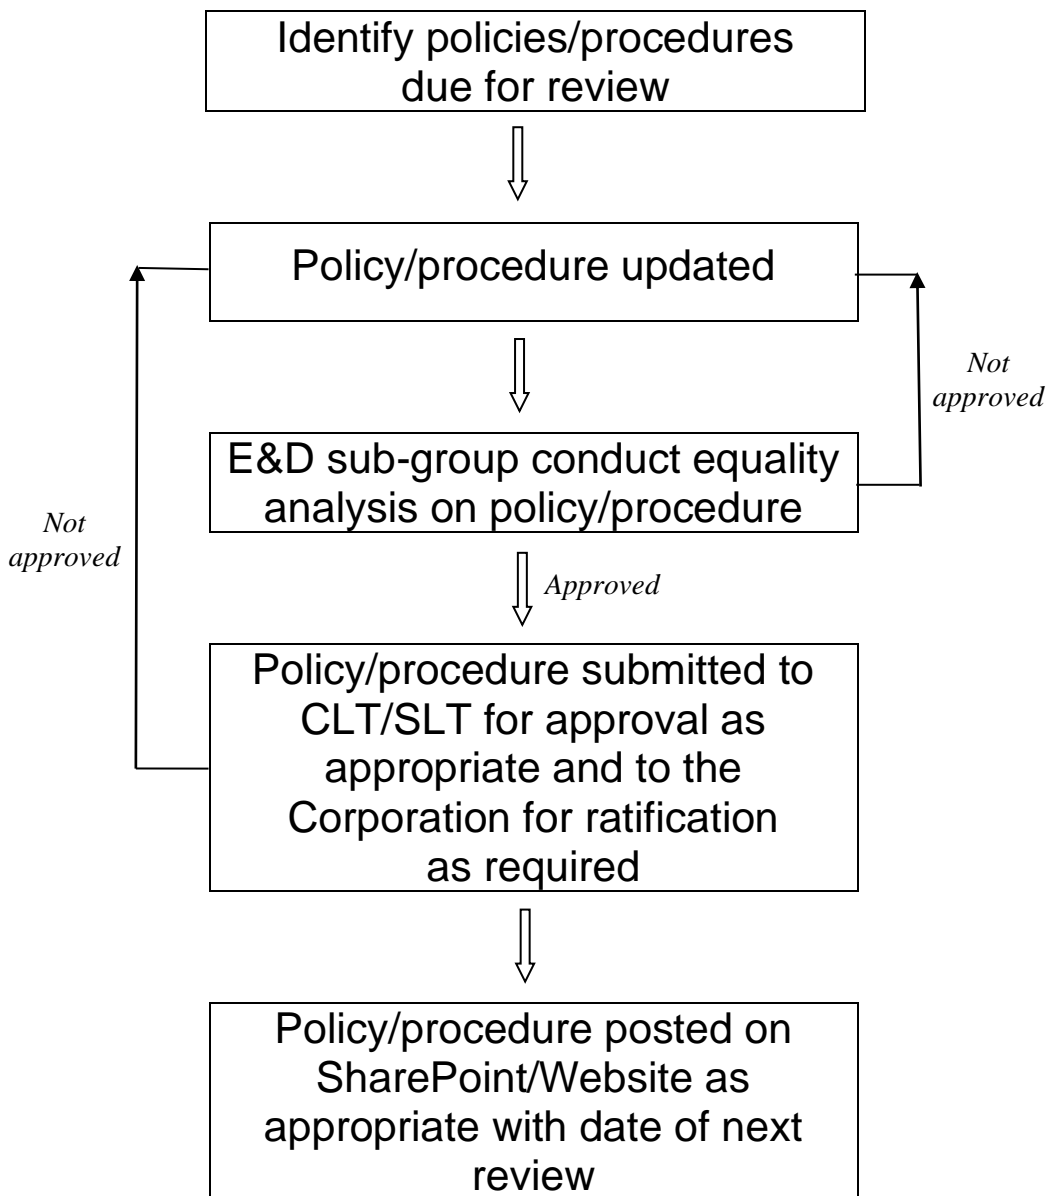 Identify policies/procedures
due for review
Policy/procedure updated
Not
approved
E&D sub-group conduct equality
analysis on policy/procedure
Not
approved
Approved
Policy/procedure submitted to
CLT/SLT for approval as
appropriate and to the
Corporation for ratification
as required
Policy/procedure posted on
SharePoint/Website as
appropriate with date of next
review